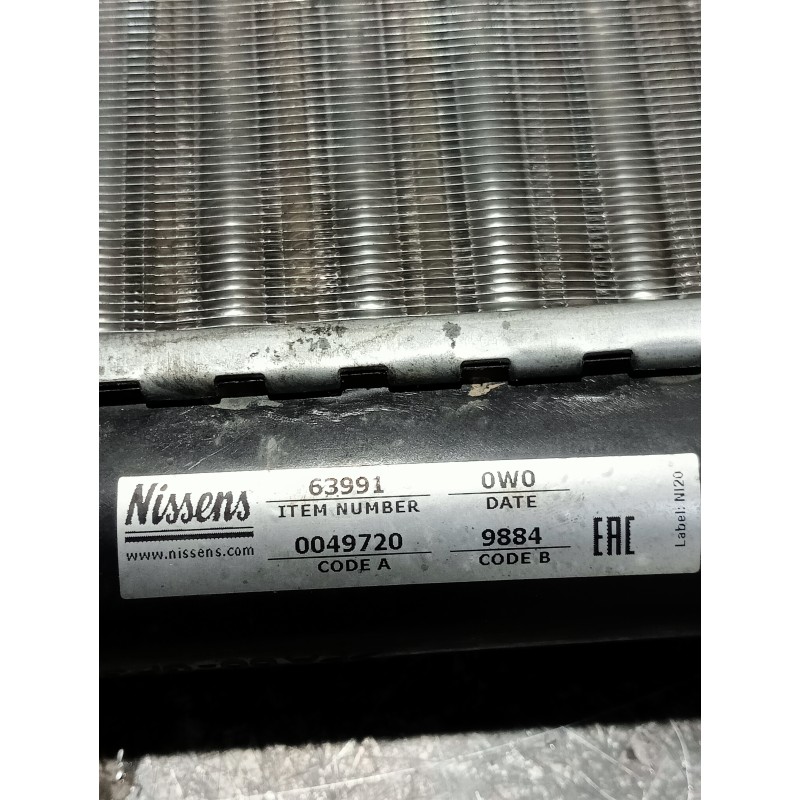 Nissens
www.nissens.com
63991
ITEM NUMBER
0049720
CODE A
0W0
DATE
9884
CODE B
EAC
Label: NI20